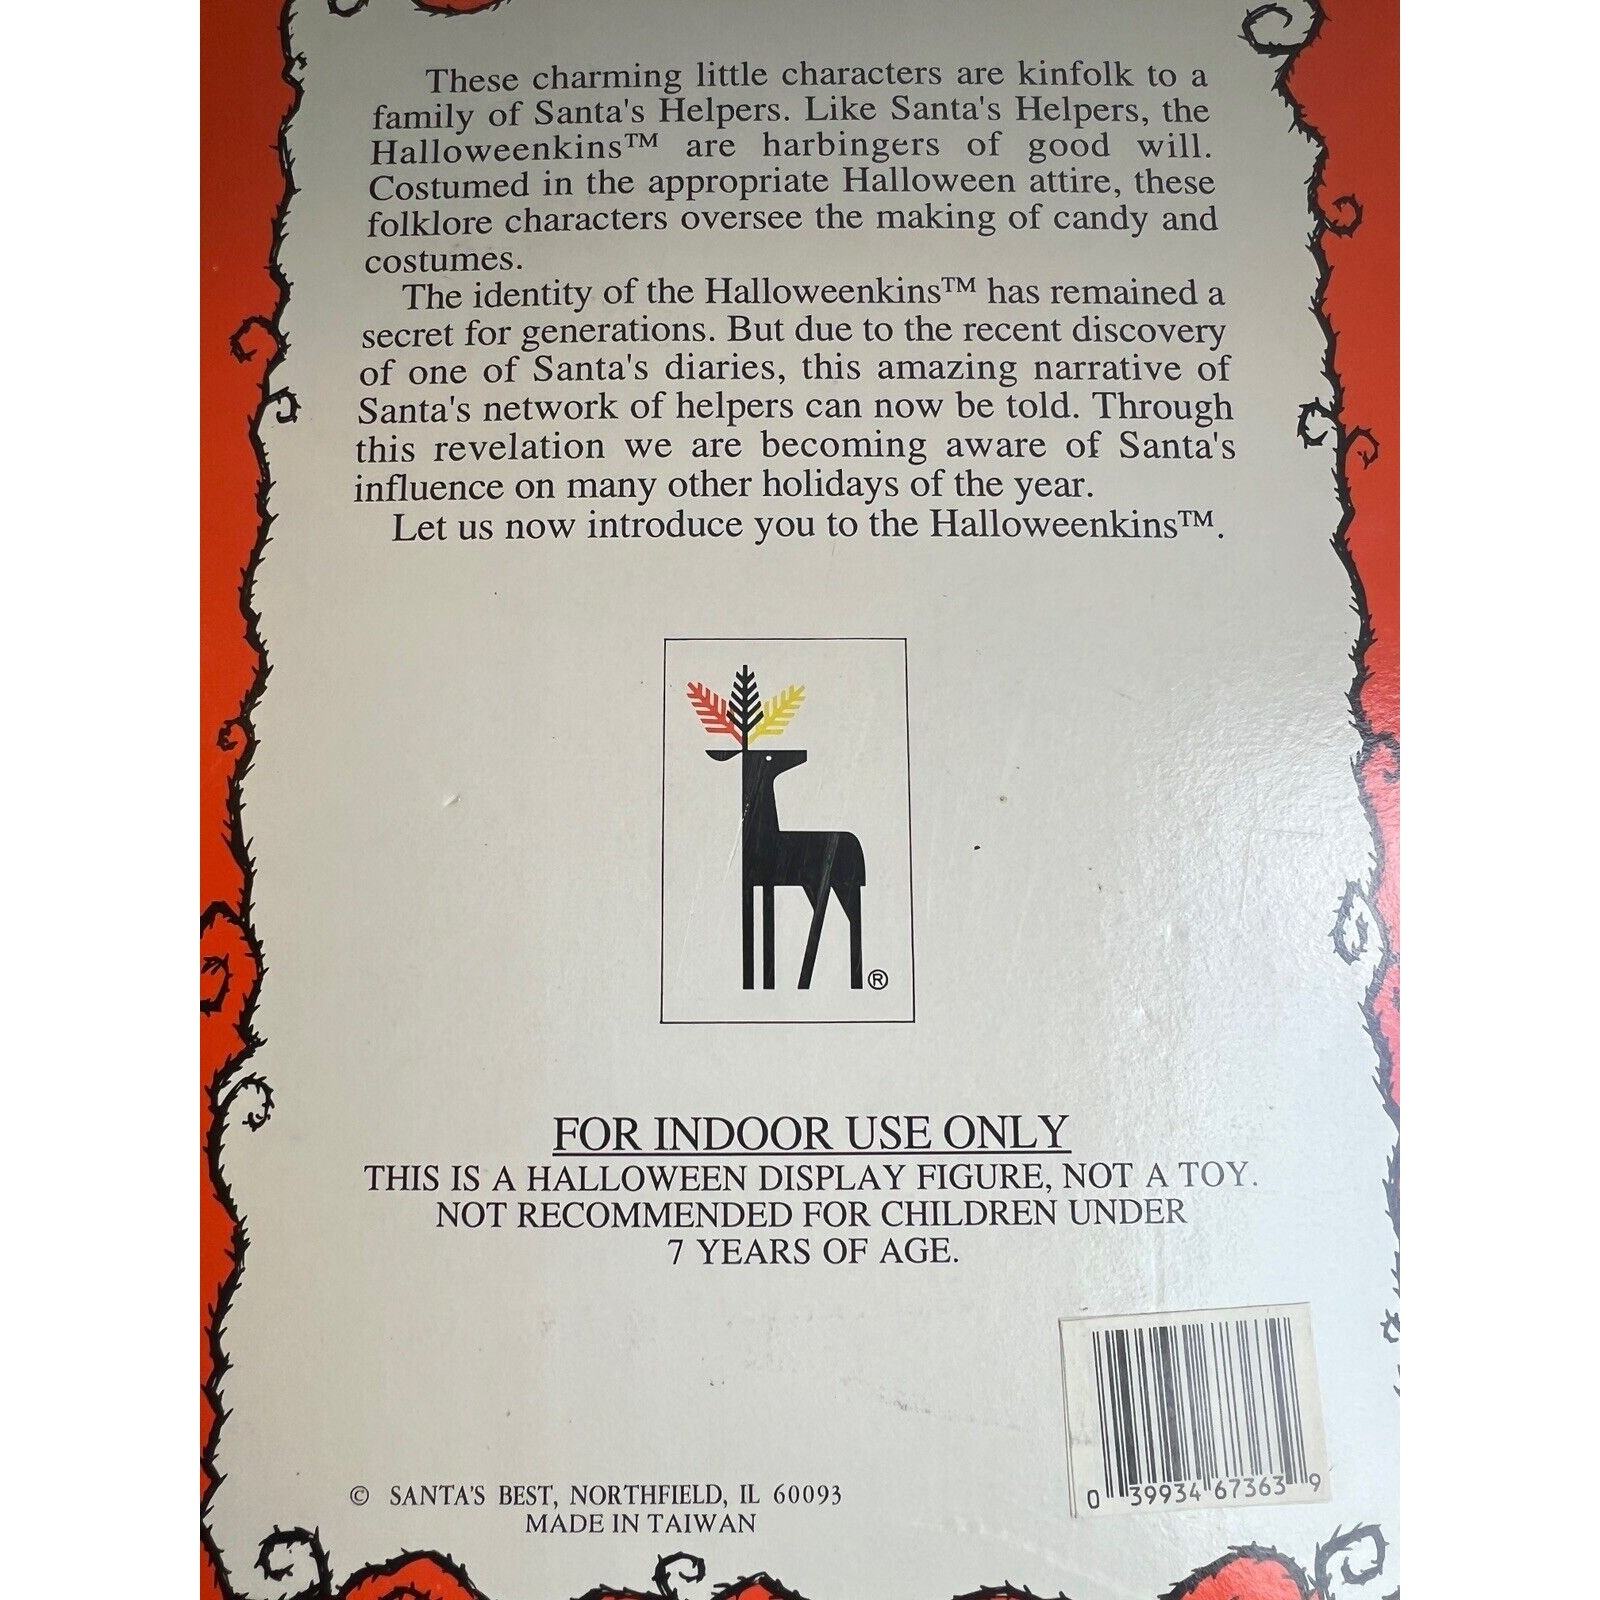 These charming little characters are kinfolk to a
family of Santa's Helpers. Like Santa's Helpers, the
Halloweenkins™ are harbingers of good will.
Costumed in the appropriate Halloween attire, these
folklore characters oversee the making of candy and
costumes.
The identity of the Halloweenkins™ has remained a
secret for generations. But due to the recent discovery
of one of Santa's diaries, this amazing narrative of
Santa's network of helpers can now be told. Through
this revelation we are becoming aware of Santa's
influence on many other holidays of the year.
Let us now introduce you to the Halloweenkins™.
®
FOR INDOOR USE ONLY
THIS IS A HALLOWEEN DISPLAY FIGURE, NOT A TOY.
NOT RECOMMENDED FOR CHILDREN UNDER
7 YEARS OF AGE.
© SANTA'S BEST, NORTHFIELD, IL 60093
MADE IN TAIWAN
0 39934 67363 9